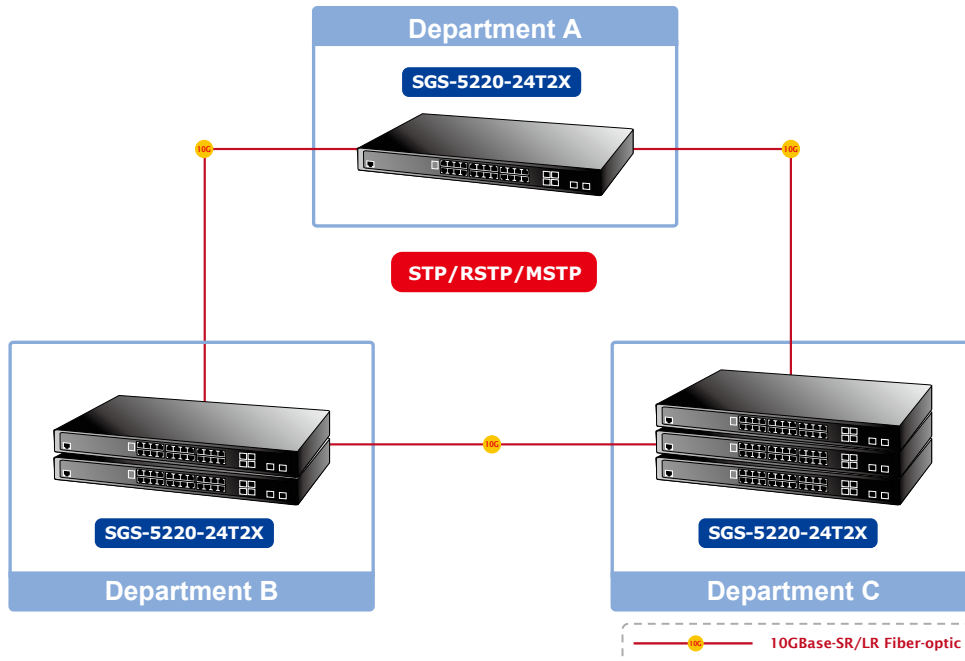 Department A
SGS-5220-24T2X
10G
10G
STP/RSTP/MSTP
10G
SGS-5220-24T2X
SGS-5220-24T2X
Department B
Department C
10G 10GBase-SR/LR Fiber-optic